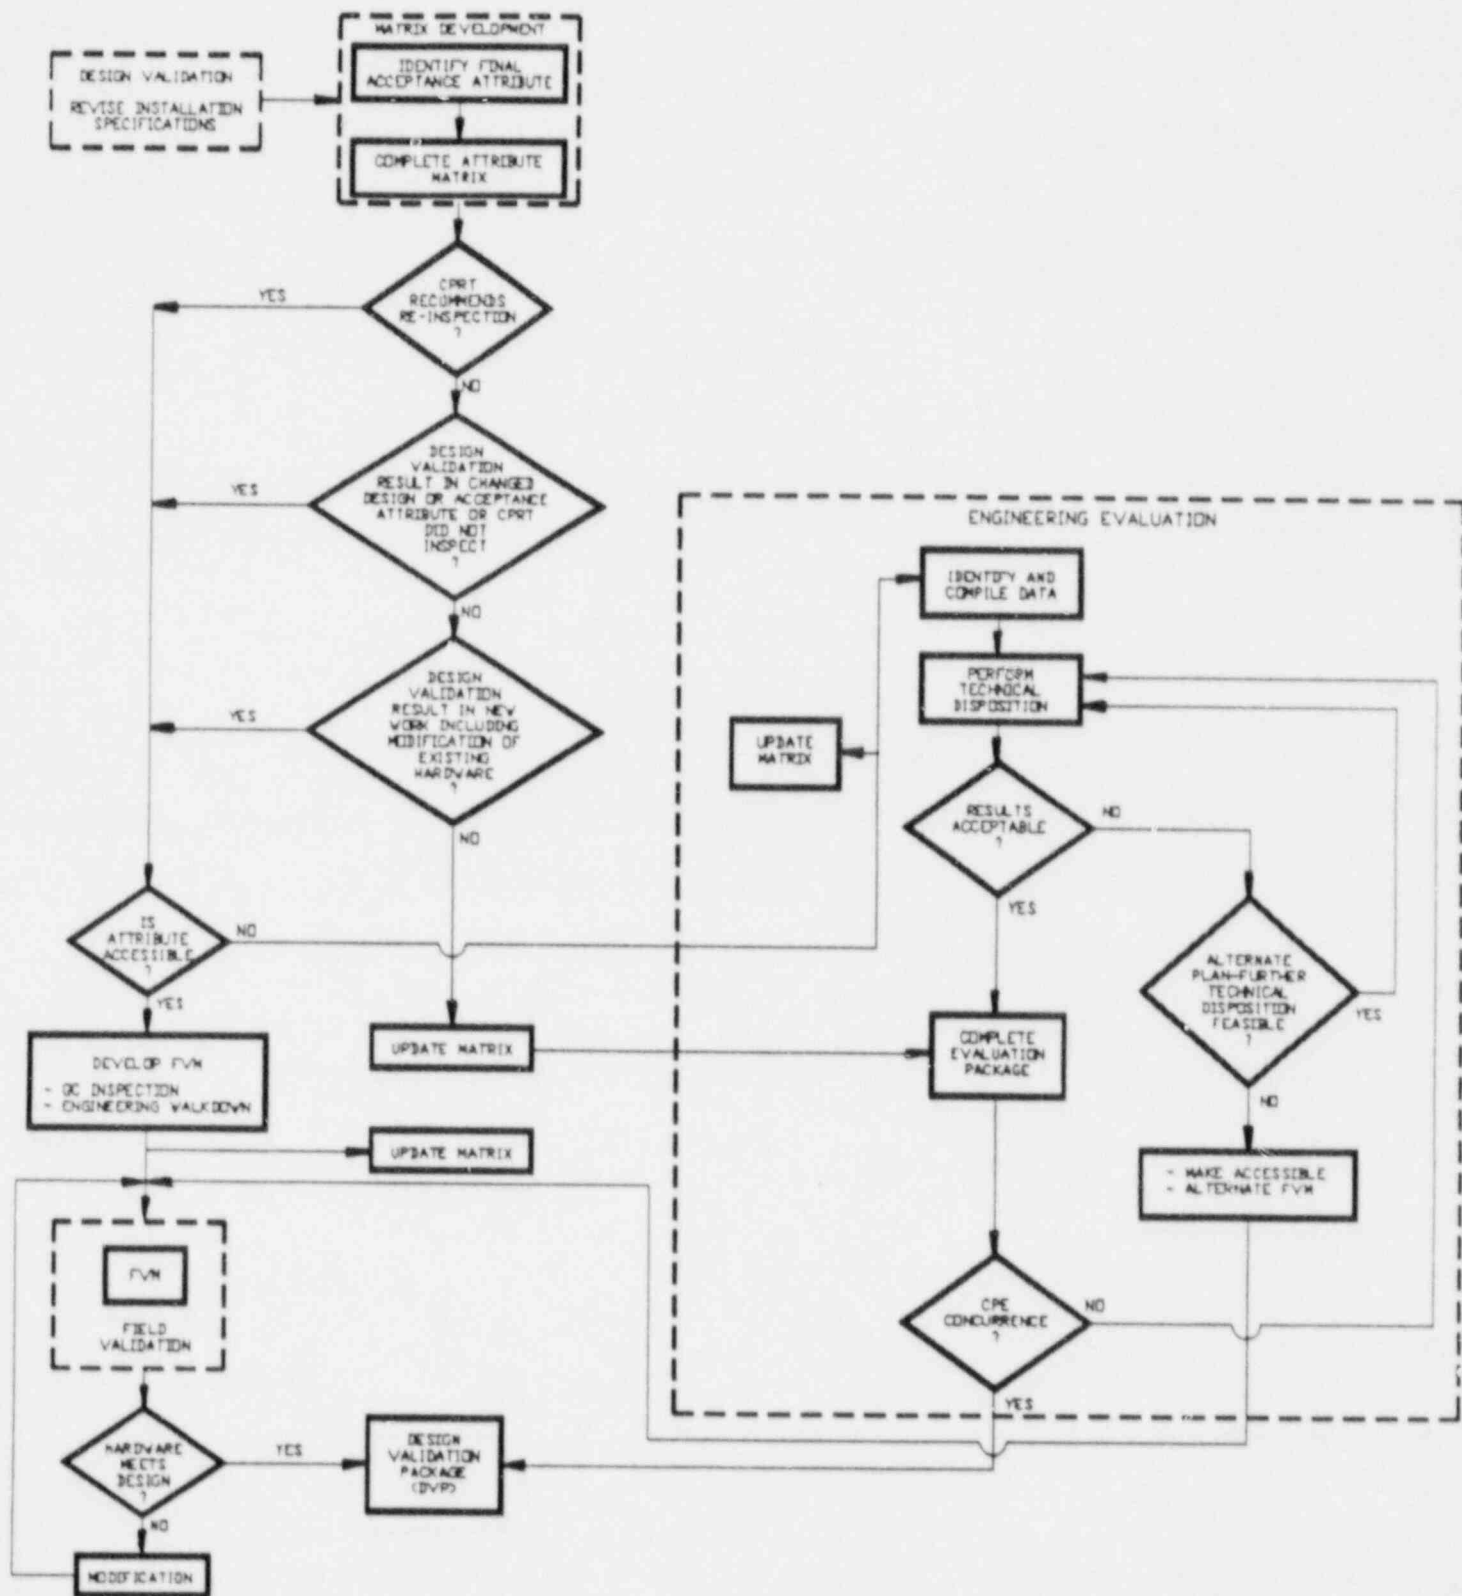 MATRIX DEVELOPMENT
IDENTIFY FINAL
ACCEPTANCE ATTRIBUTE
DESIGN VALIDATION
REVISE INSTALLATION
SPECIFICATIONS
COMPLETE ATTRIBUTE
MATRIX
CPRT
RECOMMENDS
RE-INSPECTION
?
YES
NO
DESIGN
VALIDATION
RESULT IN CHANGED
DESIGN OR ACCEPTANCE
ATTRIBUTE OR CPRT
DID NOT
INSPECT
?
YES
NO
DESIGN
VALIDATION
RESULT IN NEW
WORK INCLUDING
MODIFICATION OF
EXISTING
HARDWARE
?
YES
NO
IS
ATTRIBUTE
ACCESSIBLE
?
NO
YES
DEVELOP FVM
- QC INSPECTION
- ENGINEERING WALKDOWN
UPDATE MATRIX
UPDATE MATRIX
FVM
FIELD
VALIDATION
HARDWARE
MEETS
DESIGN
?
YES
NO
MODIFICATION
DESIGN
VALIDATION
PACKAGE
(DVP)
ENGINEERING EVALUATION
IDENTIFY AND
COMPILE DATA
PERFORM
TECHNICAL
DISPOSITION
UPDATE
MATRIX
RESULTS
ACCEPTABLE
?
NO
YES
ALTERNATE
PLAN-FURTHER
TECHNICAL
DISPOSITION
FEASIBLE
?
YES
NO
COMPLETE
EVALUATION
PACKAGE
- MAKE ACCESSIBLE
- ALTERNATE FVM
CPE
CONCURRENCE
?
NO
YES